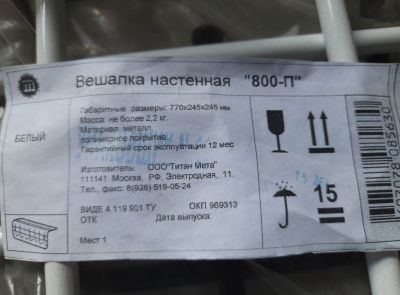 Вешалка настенная "800-П"
БЕЛЫЙ
Габаритные размеры: 770х245х245 мм.
Масса: не более 2,2 кг.
Материал: металл,
полимерное покрытие.
Гарантийный срок эксплуатации 12 мес
Изготовитель: ООО"Титан Мета"
111141 Москва, РФ, Электродная, 11.
Тел., факс: 8(926) 519-05-24
ВИДЕ 4.119.901 ТУ ОКП 969313
ОТК Дата выпуска:
Мест 1
15